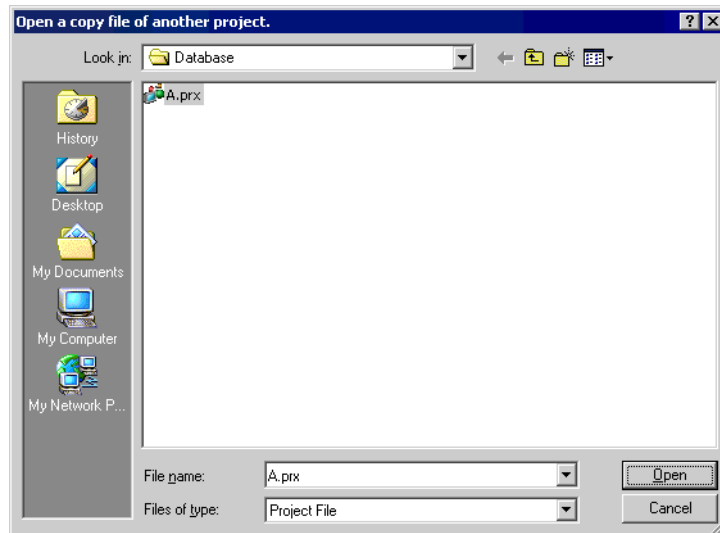 Open a copy file of another project.
Look in: Database
A.prx
History
Desktop
My Documents
My Computer
My Network P...
File name: A.prx
Open
Files of type: Project File
Cancel